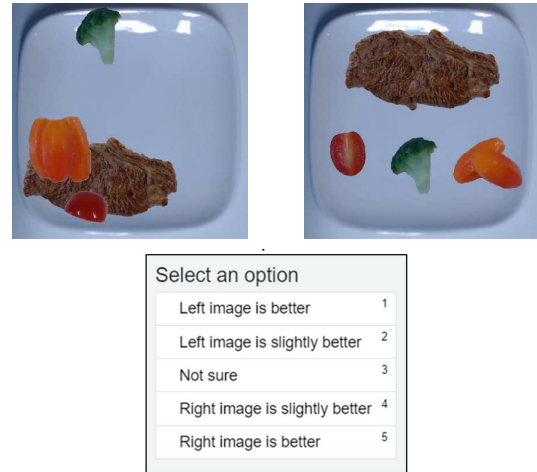 Select an option
Left image is better 1
Left image is slightly better 2
Not sure 3
Right image is slightly better 4
Right image is better 5